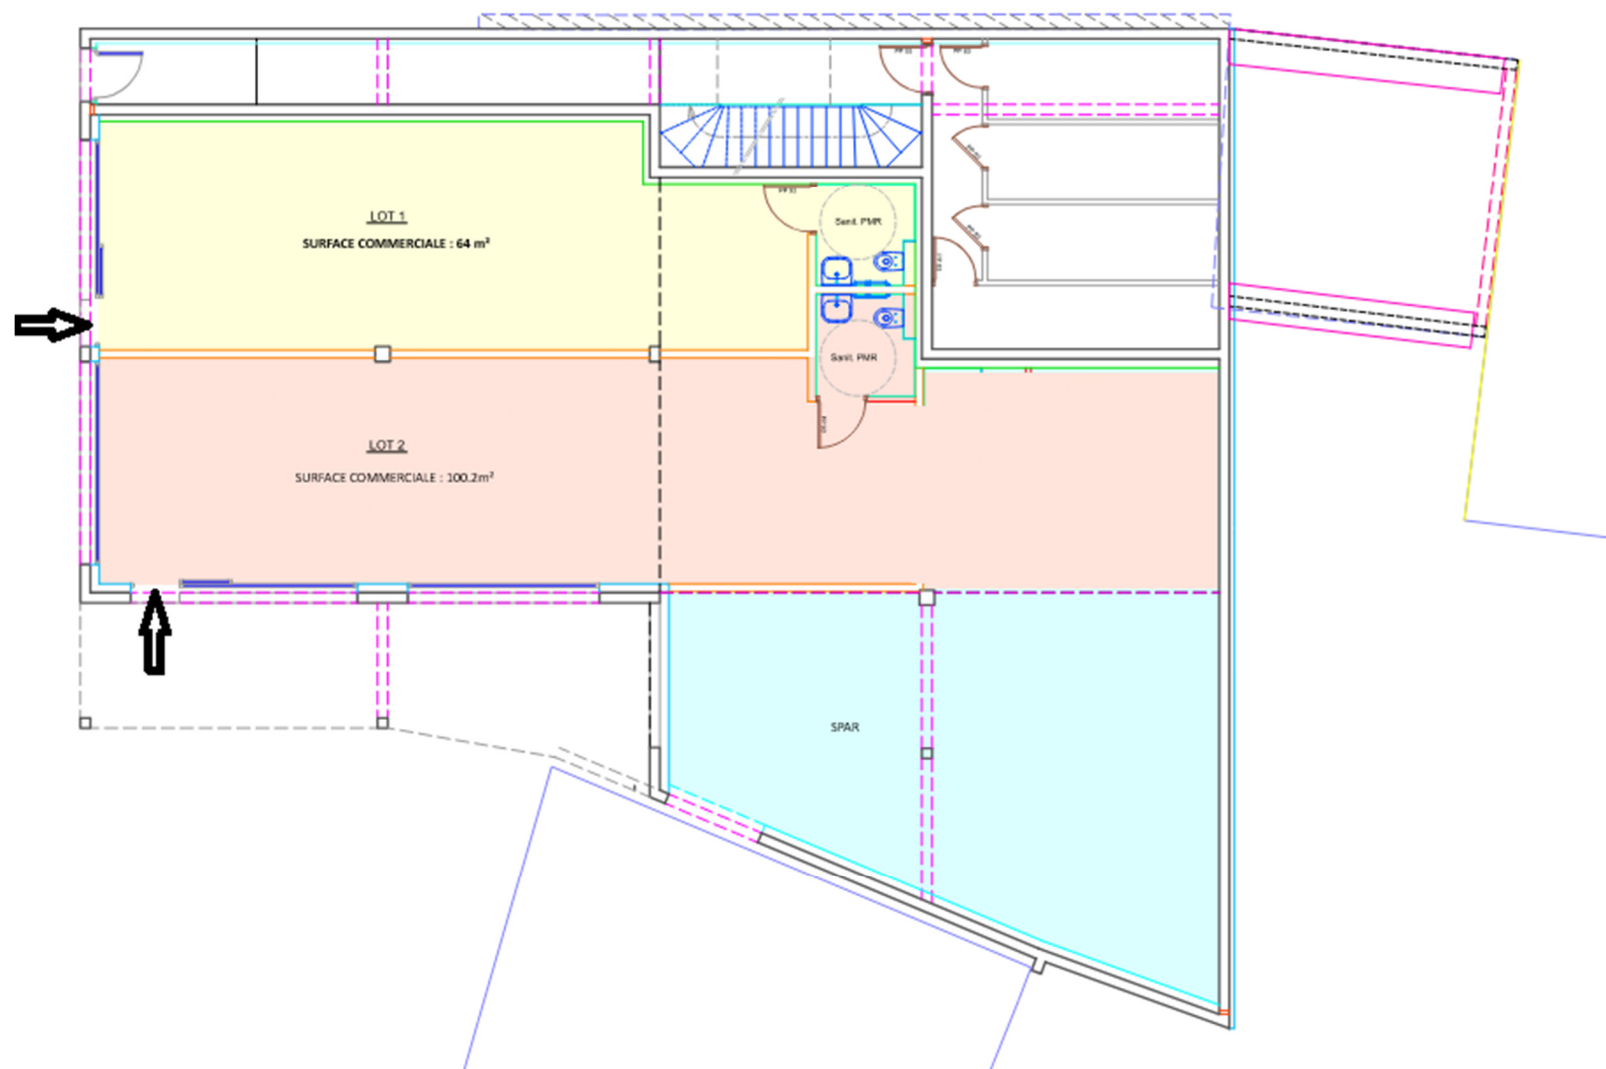 LOT 1
SURFACE COMMERCIALE : 64 m²
Sanit. PMR
Sanit. PMR
LOT 2
SURFACE COMMERCIALE : 100.2m²
SPAR